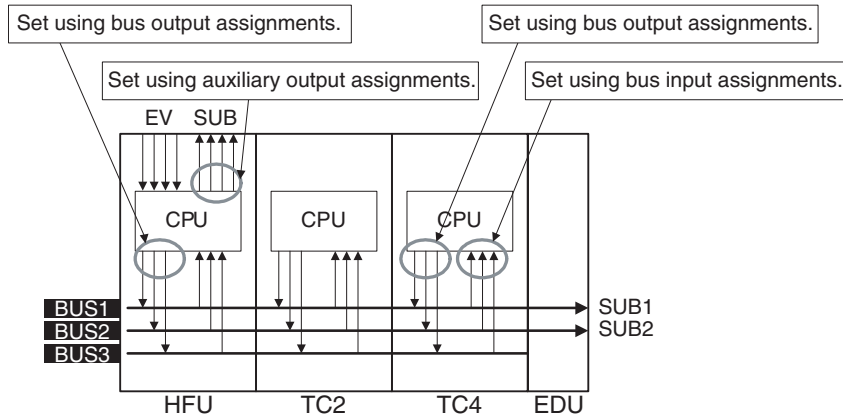 Set using bus output assignments.
Set using bus output assignments.
Set using auxiliary output assignments.
Set using bus input assignments.
EV SUB
CPU CPU CPU
BUS1 SUB1
BUS2 SUB2
BUS3
HFU TC2 TC4 EDU